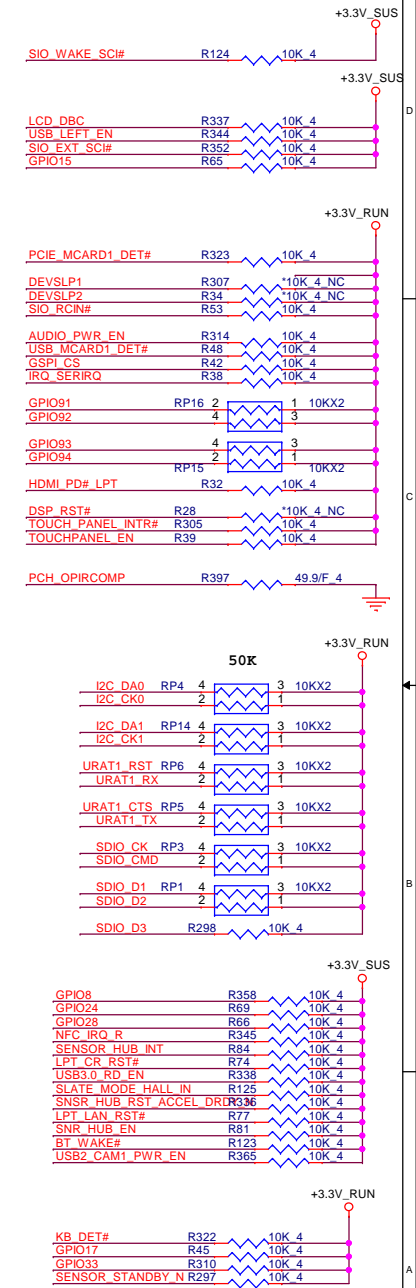 +3.3V_SUS
SIO_WAKE_SCI# R124 10K_4
+3.3V_SUS
D
LCD_DBC R337 10K_4
USB_LEFT_EN R344 10K_4
SIO_EXT_SCI# R352 10K_4
GPIO15 R65 10K_4
+3.3V_RUN
PCIE_MCARD1_DET# R323 10K_4
DEVSLP1 R307 *10K_4_NC
DEVSLP2 R34 *10K_4_NC
SIO_RCIN# R53 10K_4
AUDIO_PWR_EN R314 10K_4
USB_MCARD1_DET# R48 10K_4
GSPI_CS R42 10K_4
IRQ_SERIRQ R38 10K_4
GPIO91 RP16 2 1 10KX2
GPIO92 4 3
GPIO93 4 3
GPIO94 2 1
RP15 10KX2
HDMI_PD#_LPT R32 10K_4
C
DSP_RST# R28 *10K_4_NC
TOUCH_PANEL_INTR# R305 10K_4
TOUCHPANEL_EN R39 10K_4
PCH_OPIRCOMP R397 49.9/F_4
+3.3V_RUN
50K
I2C_DA0 RP4 4 3 10KX2
I2C_CK0 2 1
I2C_DA1 RP14 4 3 10KX2
I2C_CK1 2 1
URAT1_RST RP6 4 3 10KX2
URAT1_RX 2 1
URAT1_CTS RP5 4 3 10KX2
URAT1_TX 2 1
SDIO_CK RP3 4 3 10KX2
SDIO_CMD 2 1
B
SDIO_D1 RP1 4 3 10KX2
SDIO_D2 2 1
SDIO_D3 R298 10K_4
+3.3V_SUS
GPIO8 R358 10K_4
GPIO24 R69 10K_4
GPIO28 R66 10K_4
NFC_IRQ_R R345 10K_4
SENSOR_HUB_INT R84 10K_4
LPT_CR_RST# R74 10K_4
USB3.0_RD_EN R338 10K_4
SLATE_MODE_HALL_IN R125 10K_4
SNSR_HUB_RST_ACCEL_DRDY 10K_4
LPT_LAN_RST# R77 10K_4
SNR_HUB_EN R81 10K_4
BT_WAKE# R123 10K_4
USB2_CAM1_PWR_EN R365 10K_4
+3.3V_RUN
KB_DET# R322 10K_4
GPIO17 R45 10K_4
GPIO33 R310 10K_4
A
SENSOR_STANDBY_N R297 10K_4